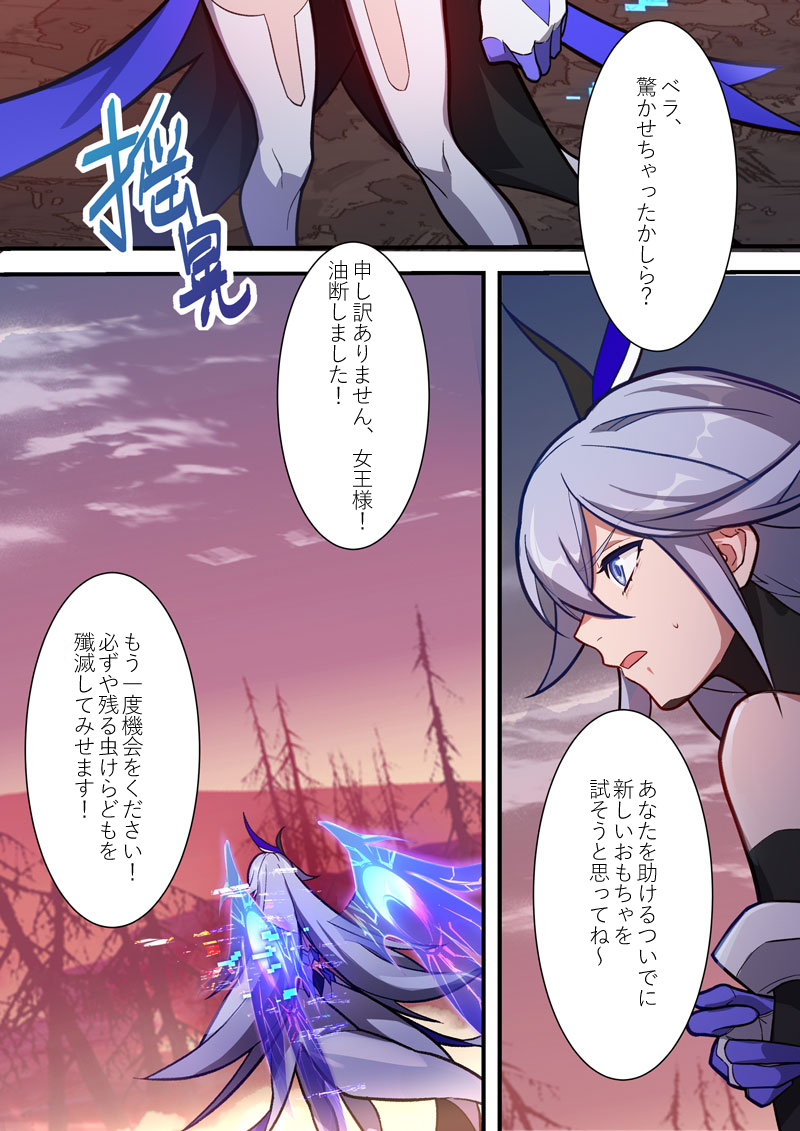 ベラ、
驚かせちゃったかしら？
摇晃
あなたを助けるついでに
新しいおもちゃを
試そうと思ってね～
申し訳ありません、女王様！
油断しました！
もう一度機会をください！
必ずや残る虫けらどもを
殲滅してみせます！